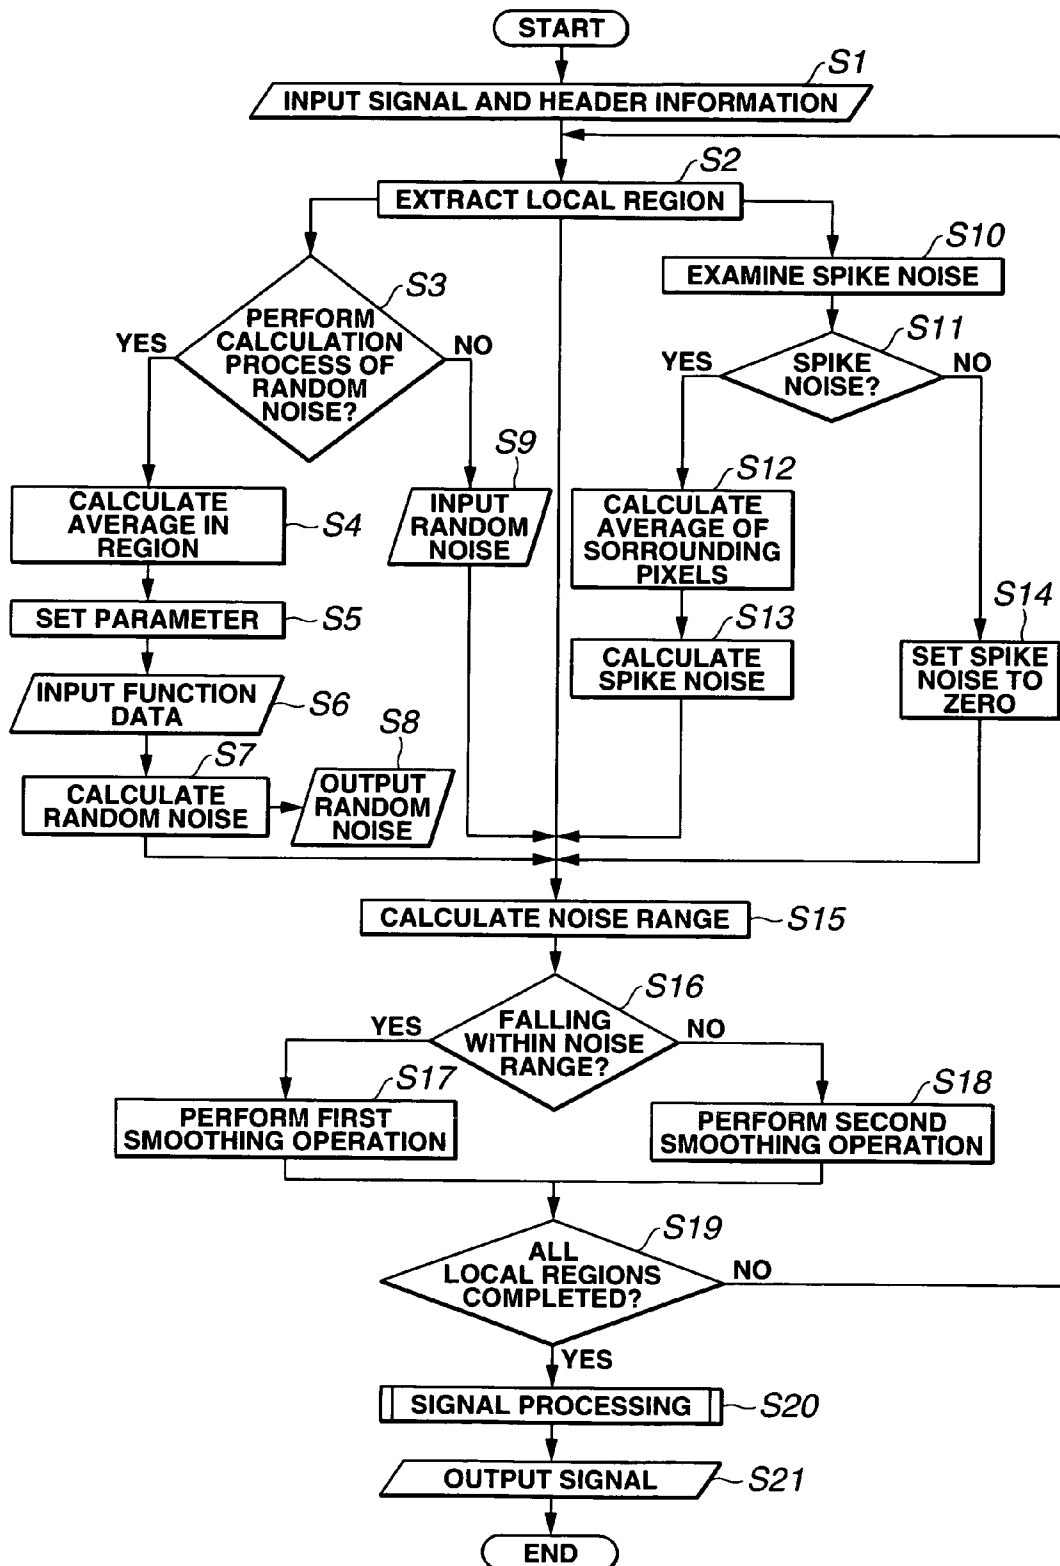 START
S1
INPUT SIGNAL AND HEADER INFORMATION
S2
EXTRACT LOCAL REGION
S3
PERFORM
CALCULATION
PROCESS OF
RANDOM
NOISE?
YES
NO
S10
EXAMINE SPIKE NOISE
S11
SPIKE
NOISE?
YES
NO
CALCULATE
AVERAGE IN
REGION
S4
S9
INPUT
RANDOM
NOISE
S12
CALCULATE
AVERAGE OF
SORROUNDING
PIXELS
SET PARAMETER
S5
S13
CALCULATE
SPIKE NOISE
S14
SET SPIKE
NOISE TO
ZERO
INPUT FUNCTION
DATA
S6
S7
CALCULATE
RANDOM NOISE
S8
OUTPUT
RANDOM
NOISE
CALCULATE NOISE RANGE
S15
S16
FALLING
WITHIN NOISE
RANGE?
YES
NO
S17
PERFORM FIRST
SMOOTHING OPERATION
S18
PERFORM SECOND
SMOOTHING OPERATION
S19
ALL
LOCAL REGIONS
COMPLETED?
NO
YES
SIGNAL PROCESSING
S20
OUTPUT SIGNAL
S21
END